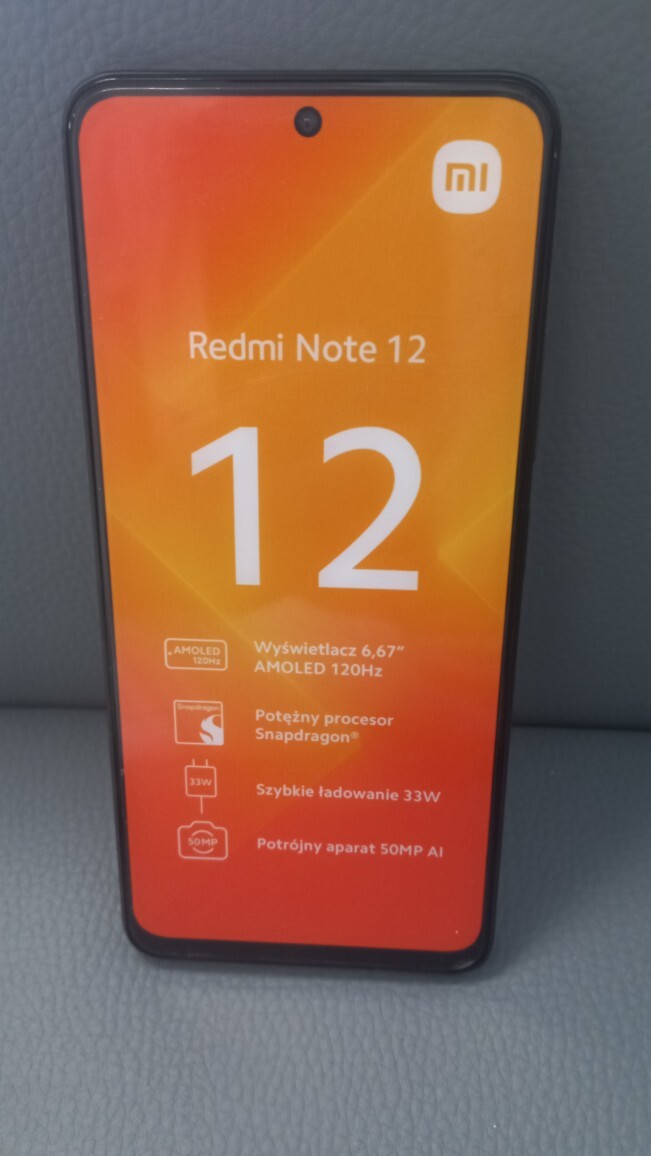 mi
Redmi Note 12
12
AMOLED
120Hz
Wyświetlacz 6,67”
AMOLED 120Hz
Snapdragon
Potężny procesor
Snapdragon®
33W
Szybkie ładowanie 33W
50MP
Potrójny aparat 50MP AI